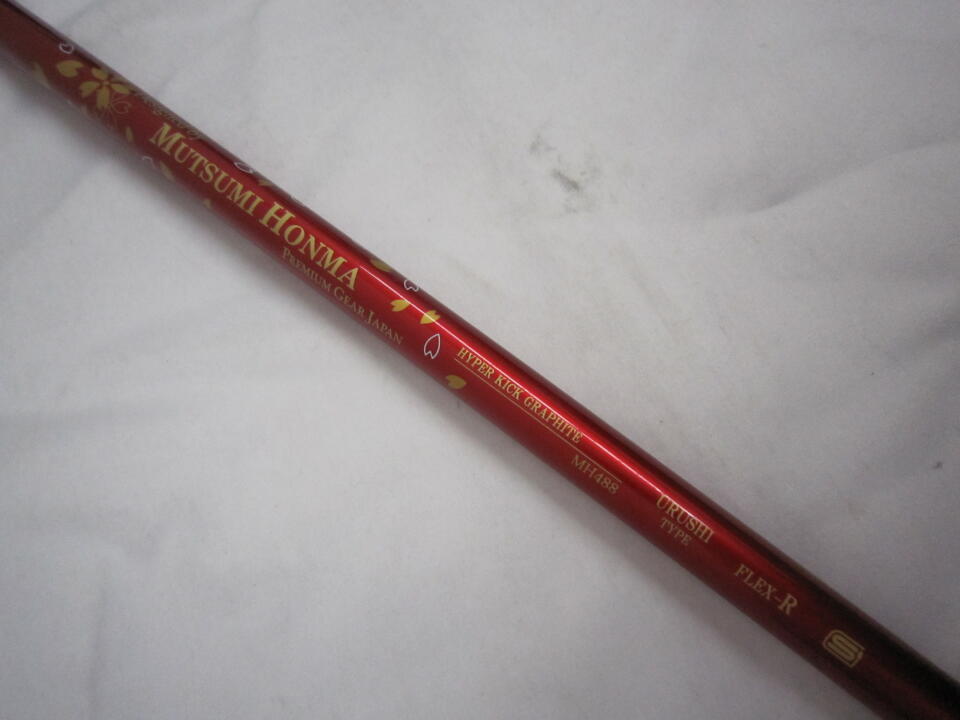 MUTSUMI HONMA
PREMIUM GEAR JAPAN
HYPER KICK GRAPHITE
MH488
URUSHI
TYPE
FLEX-R
S